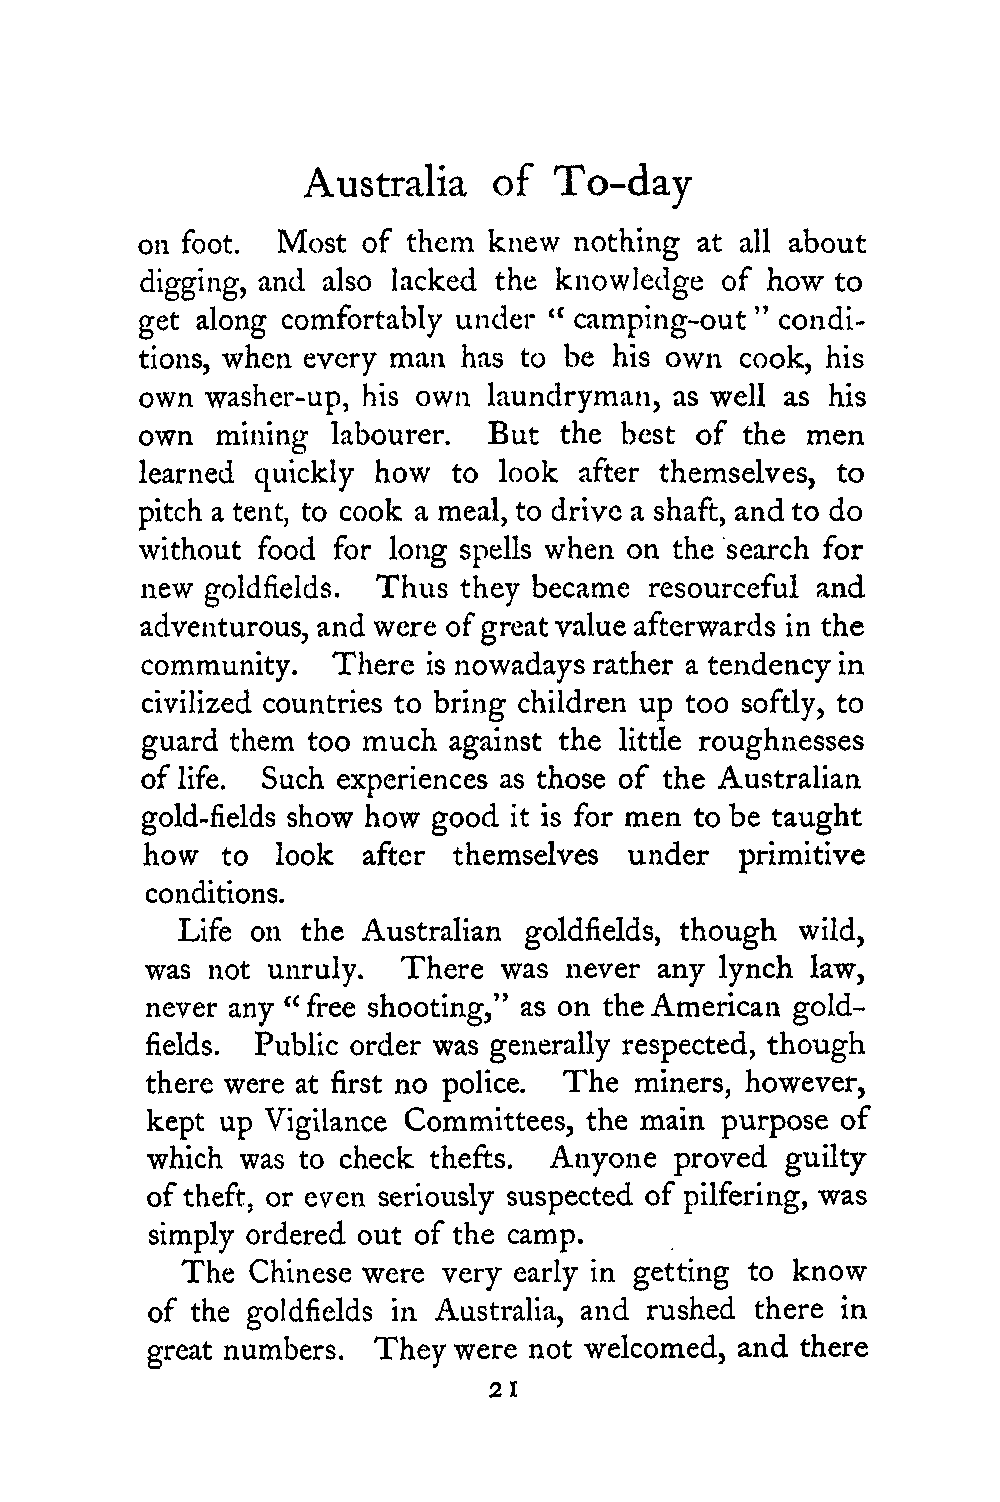 Australia of To-day
on foot. Most of them knew nothing at all about
digging, and also lacked the knowledge of how to
get along comfortably under “ camping-out ” condi-
tions, when every man has to be his own cook, his
own washer-up, his own laundryman, as well as his
own mining labourer. But the best of the men
learned quickly how to look after themselves, to
pitch a tent, to cook a meal, to drive a shaft, and to do
without food for long spells when on the search for
new goldfields. Thus they became resourceful and
adventurous, and were of great value afterwards in the
community. There is nowadays rather a tendency in
civilized countries to bring children up too softly, to
guard them too much against the little roughnesses
of life. Such experiences as those of the Australian
gold-fields show how good it is for men to be taught
how to look after themselves under primitive
conditions.
Life on the Australian goldfields, though wild,
was not unruly. There was never any lynch law,
never any “ free shooting,” as on the American gold-
fields. Public order was generally respected, though
there were at first no police. The miners, however,
kept up Vigilance Committees, the main purpose of
which was to check thefts. Anyone proved guilty
of theft, or even seriously suspected of pilfering, was
simply ordered out of the camp.
The Chinese were very early in getting to know
of the goldfields in Australia, and rushed there in
great numbers. They were not welcomed, and there
21